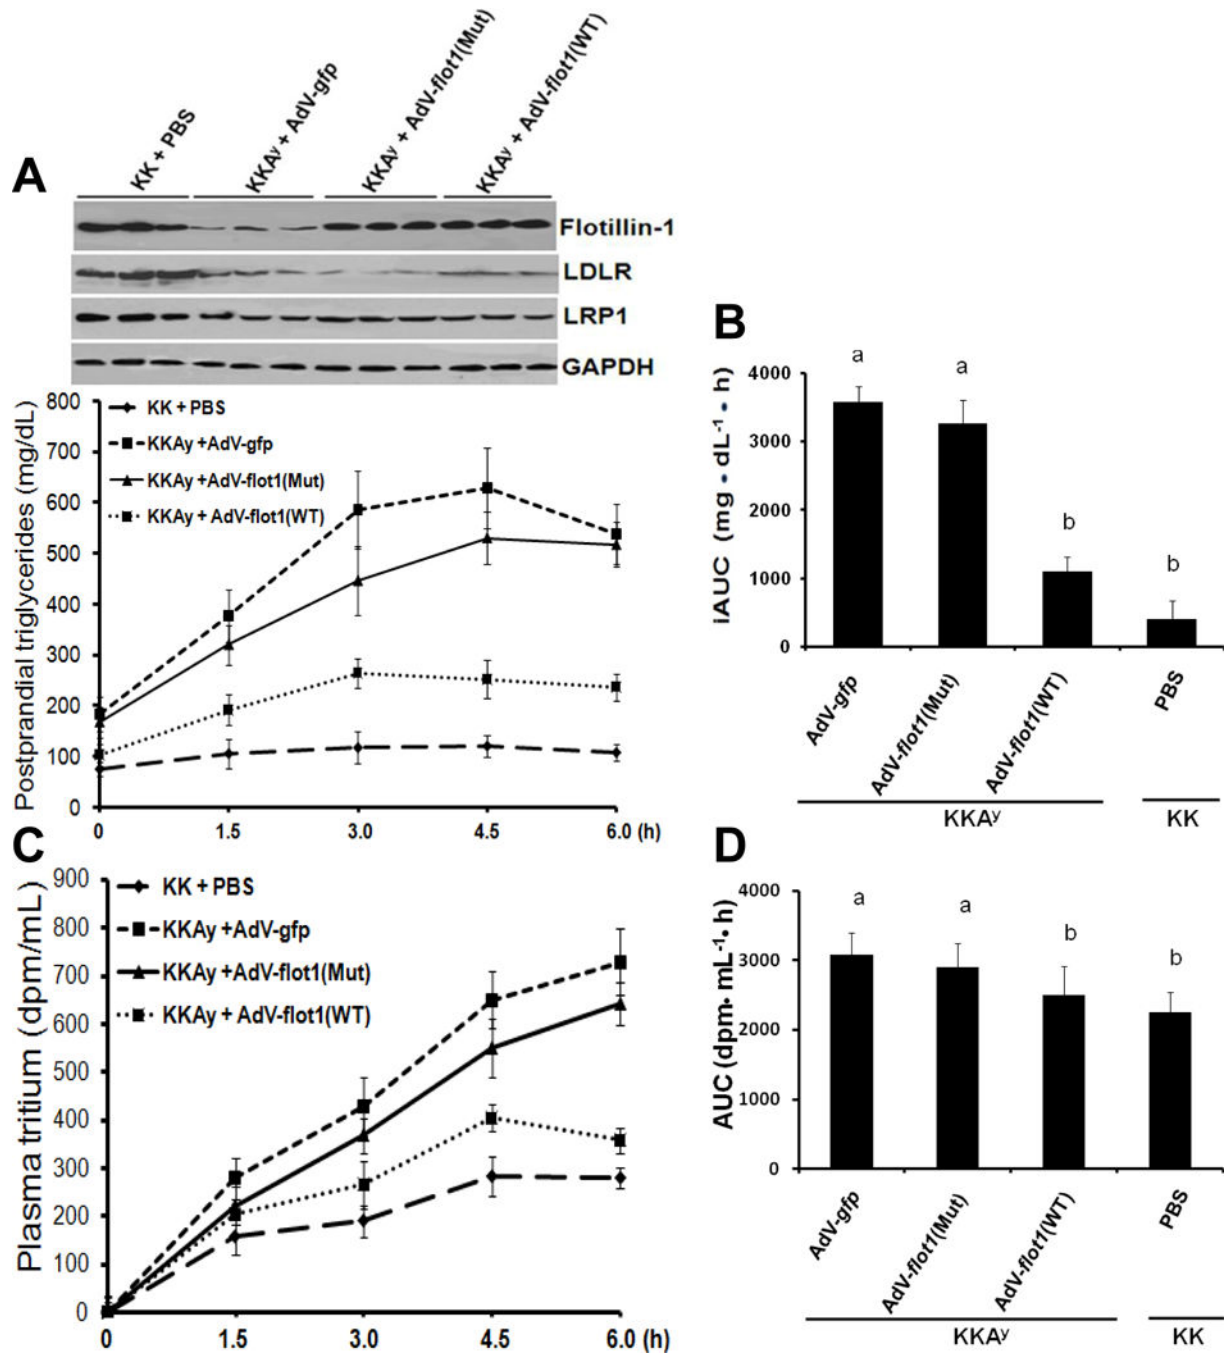 A
KK + PBS
KKAʸ + AdV-gfp
KKAʸ + AdV-flot1(Mut)
KKAʸ + AdV-flot1(WT)
Flotillin-1
LDLR
LRP1
GAPDH
Postprandial triglycerides (mg/dL)
800
700
600
500
400
300
200
100
0
KK + PBS
KKAy +AdV-gfp
KKAy +AdV-flot1(Mut)
KKAy + AdV-flot1(WT)
0 1.5 3.0 4.5 6.0 (h)
B
iAUC (mg • dL⁻¹ • h)
4000
3000
2000
1000
0
a a b b
AdV-gfp
AdV-flot1(Mut)
AdV-flot1(WT)
PBS
KKAʸ KK
C
Plasma tritium (dpm/mL)
900
800
700
600
500
400
300
200
100
0
KK + PBS
KKAy +AdV-gfp
KKAy +AdV-flot1(Mut)
KKAy + AdV-flot1(WT)
0 1.5 3.0 4.5 6.0 (h)
D
AUC (dpm• mL⁻¹• h)
4000
3000
2000
1000
0
a a b b
AdV-gfp
AdV-flot1(Mut)
AdV-flot1(WT)
PBS
KKAʸ KK